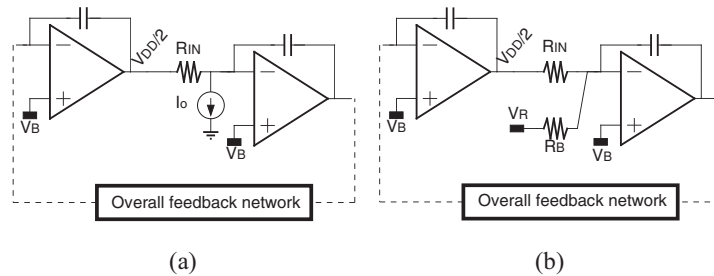 VDD/2
RIN
Io
VB
VB
Overall feedback network
(a)
VDD/2
RIN
VR
RB
VB
VB
Overall feedback network
(b)